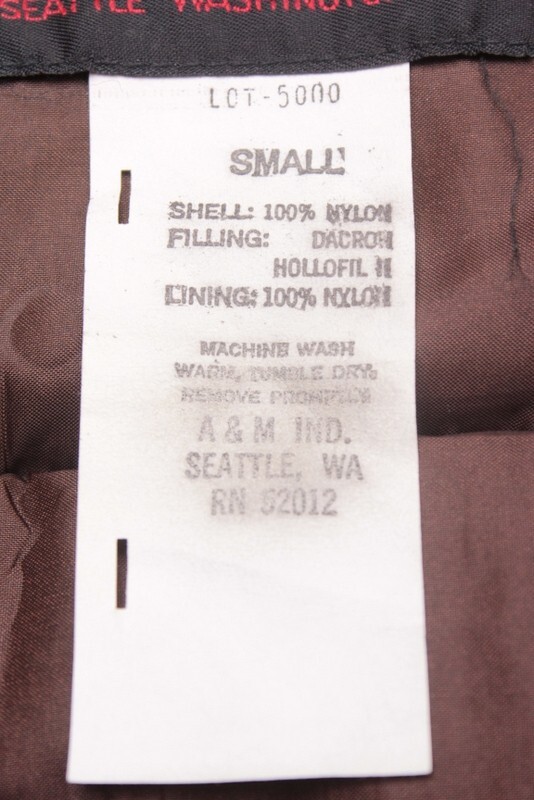 SEATTLE WASHINGTON
LOT-5000
SMALL
SHELL: 100% NYLON
FILLING: DACRON
HOLLOFIL II
LINING: 100% NYLON
MACHINE WASH
WARM, TUMBLE DRY,
REMOVE PROMPTLY
A & M IND.
SEATTLE, WA
RN 52012